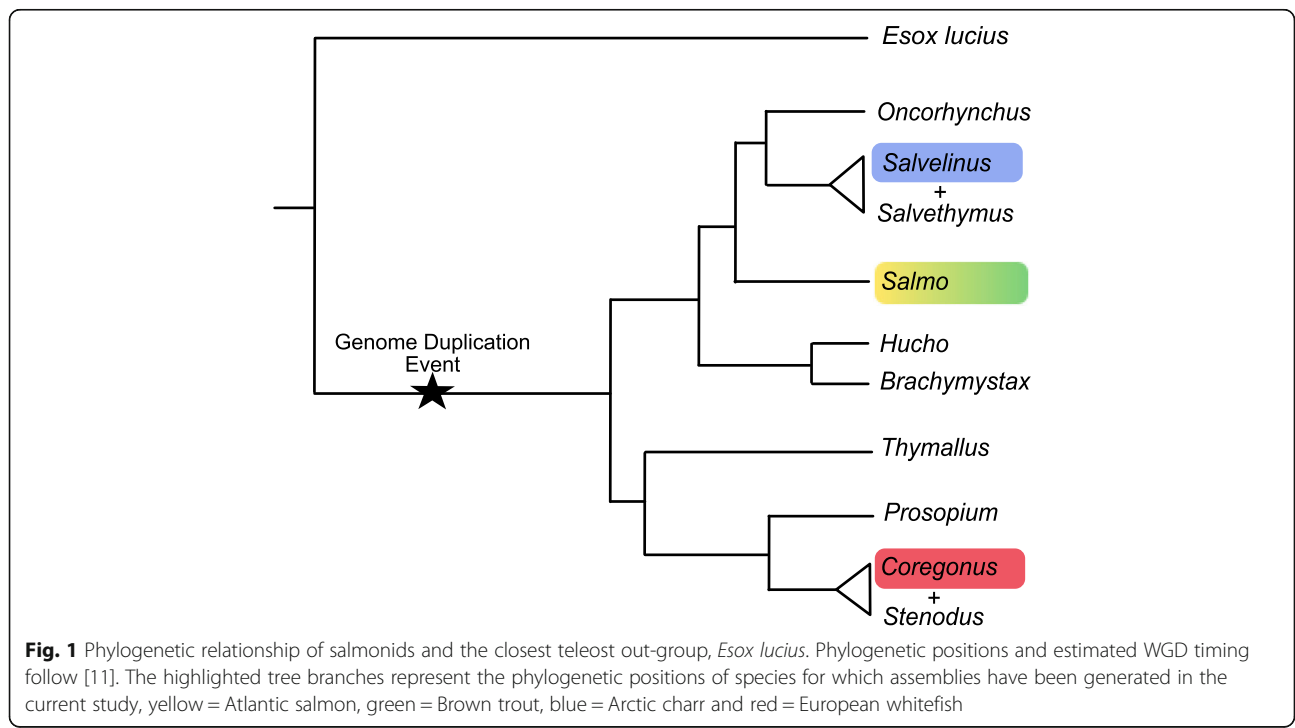 Esox lucius
Oncorhynchus
Salvelinus
+
Salvethymus
Salmo
Genome Duplication
Event
Hucho
Brachymystax
Thymallus
Prosopium
Coregonus
+
Stenodus
Fig. 1 Phylogenetic relationship of salmonids and the closest teleost out-group, Esox lucius. Phylogenetic positions and estimated WGD timing
follow [11]. The highlighted tree branches represent the phylogenetic positions of species for which assemblies have been generated in the
current study, yellow = Atlantic salmon, green = Brown trout, blue = Arctic charr and red = European whitefish